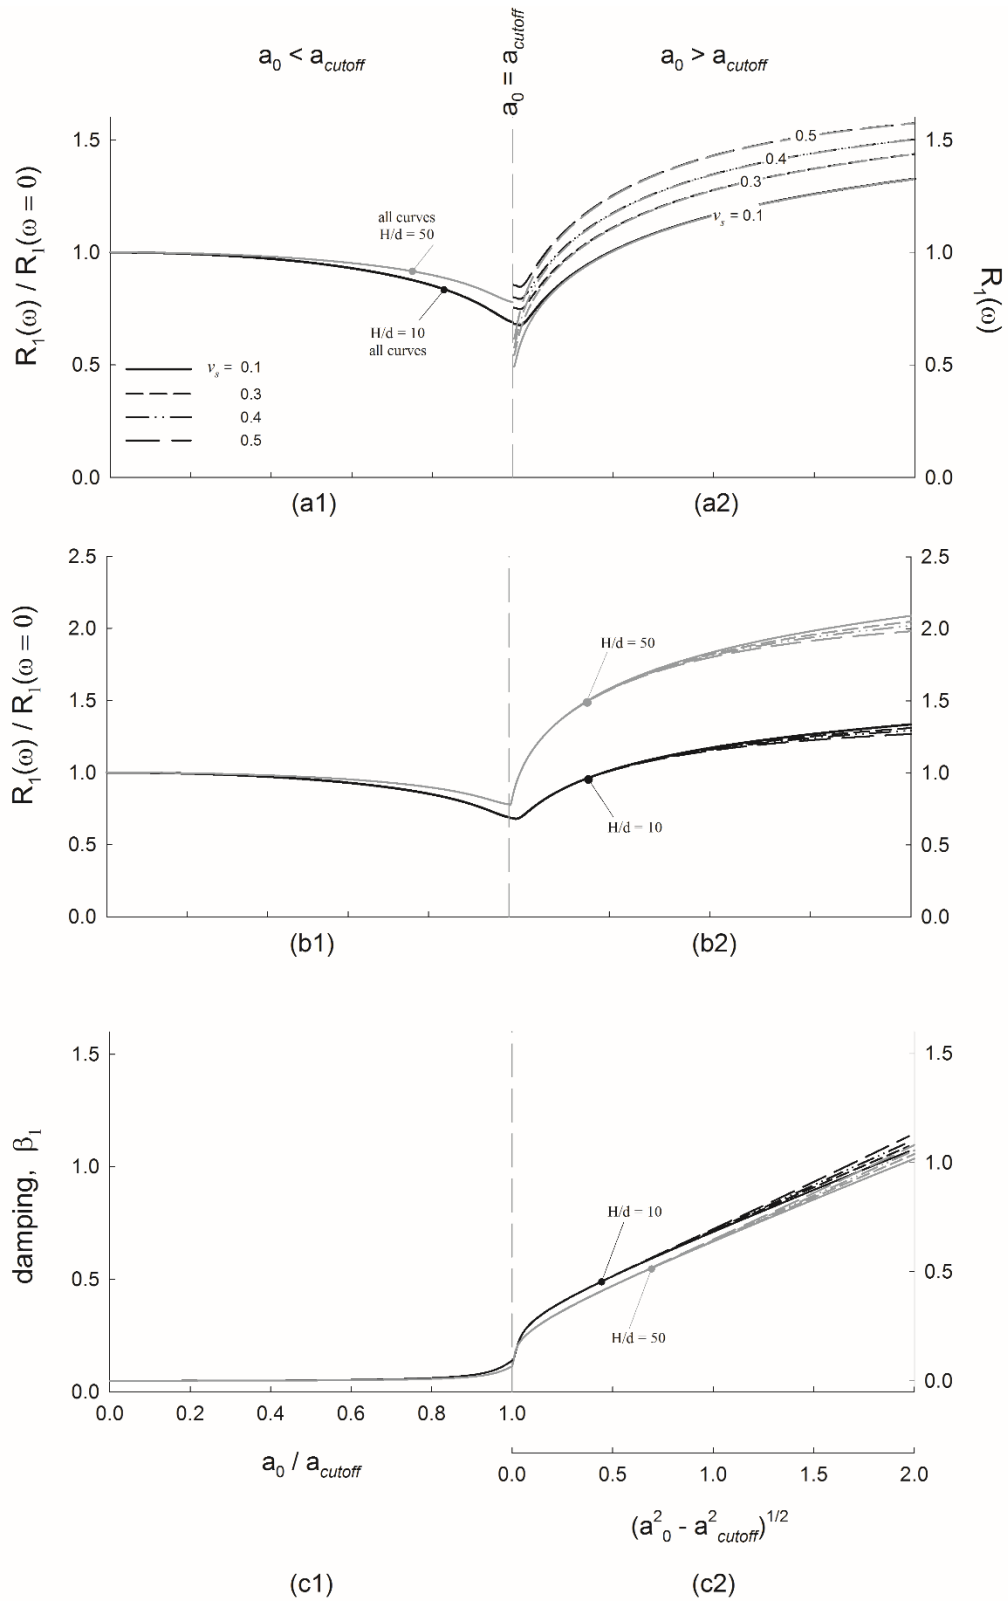 a0 < acutoff
a0 = acutoff
a0 > acutoff
R1(ω) / R1(ω = 0)
1.5
1.0
0.5
0.0
all curves
H/d = 50
H/d = 10
all curves
νs = 0.1
0.3
0.4
0.5
0.5
0.4
0.3
νs = 0.1
1.5
1.0
0.5
0.0
R1(ω)
(a1)
(a2)
R1(ω) / R1(ω = 0)
2.5
2.0
1.5
1.0
0.5
0.0
H/d = 50
H/d = 10
2.5
2.0
1.5
1.0
0.5
0.0
(b1)
(b2)
damping, β1
1.5
1.0
0.5
0.0
H/d = 10
H/d = 50
1.5
1.0
0.5
0.0
0.0 0.2 0.4 0.6 0.8 1.0
a0 / acutoff
0.0 0.5 1.0 1.5 2.0
(a²0 - a²cutoff)1/2
(c1)
(c2)